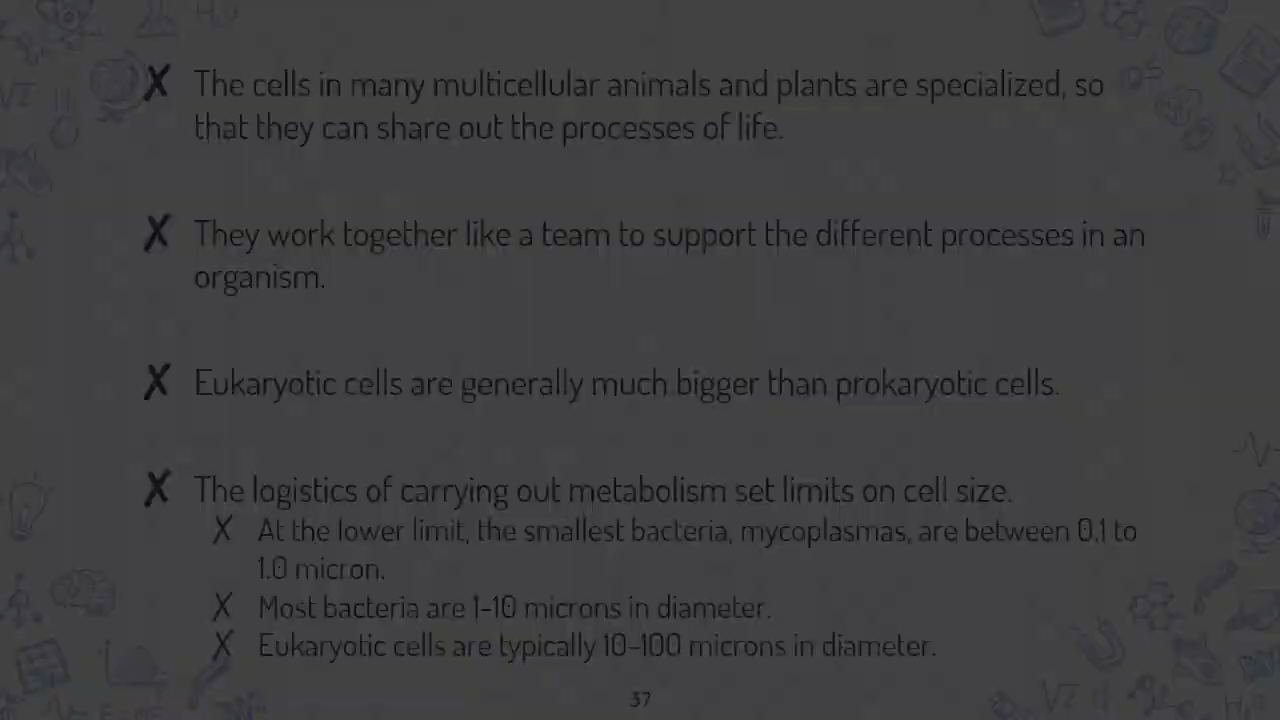 X The cells in many multicellular animals and plants are specialized, so
that they can share out the processes of life.
X They work together like a team to support the different processes in an
organism.
X Eukaryotic cells are generally much bigger than prokaryotic cells.
X The logistics of carrying out metabolism set limits on cell size.
X At the lower limit, the smallest bacteria, mycoplasmas, are between 0.1 to
1.0 micron.
X Most bacteria are 1-10 microns in diameter.
X Eukaryotic cells are typically 10-100 microns in diameter.
37